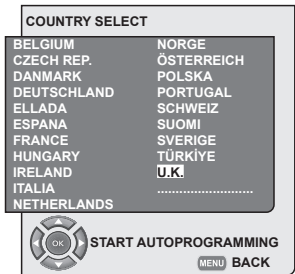 COUNTRY SELECT
BELGIUM NORGE
CZECH REP. ÖSTERREICH
DANMARK POLSKA
DEUTSCHLAND PORTUGAL
ELLADA SCHWEIZ
ESPANA SUOMI
FRANCE SVERIGE
HUNGARY TÜRKİYE
IRELAND U.K.
ITALIA ..........................
NETHERLANDS
OK START AUTOPROGRAMMING
MENU BACK